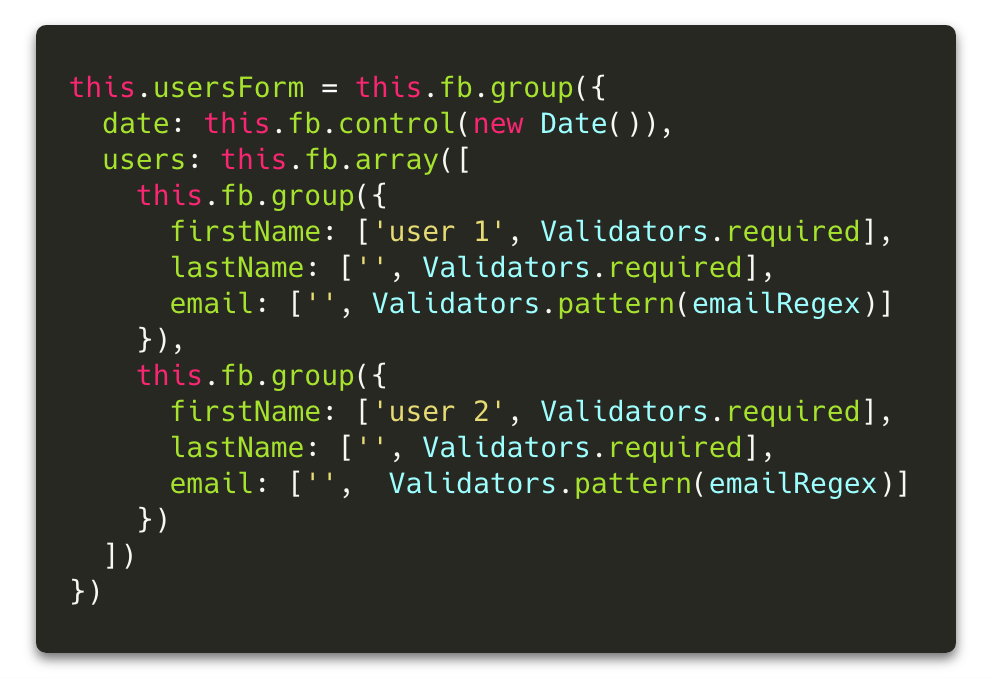 this.usersForm = this.fb.group({
  date: this.fb.control(new Date()),
  users: this.fb.array([
    this.fb.group({
      firstName: ['user 1', Validators.required],
      lastName: ['', Validators.required],
      email: ['', Validators.pattern(emailRegex)]
    }),
    this.fb.group({
      firstName: ['user 2', Validators.required],
      lastName: ['', Validators.required],
      email: ['',  Validators.pattern(emailRegex)]
    })
  ])
})